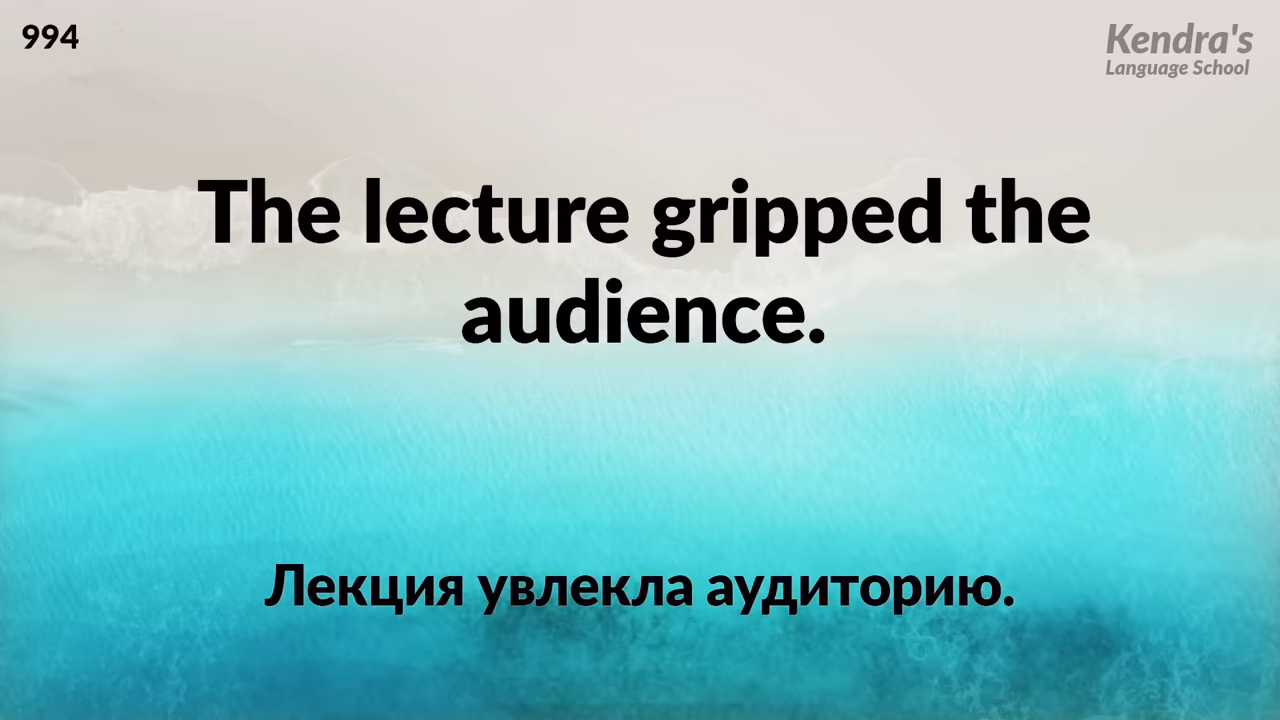 994
Kendra's
Language School
The lecture gripped the
audience.
Лекция увлекла аудиторию.